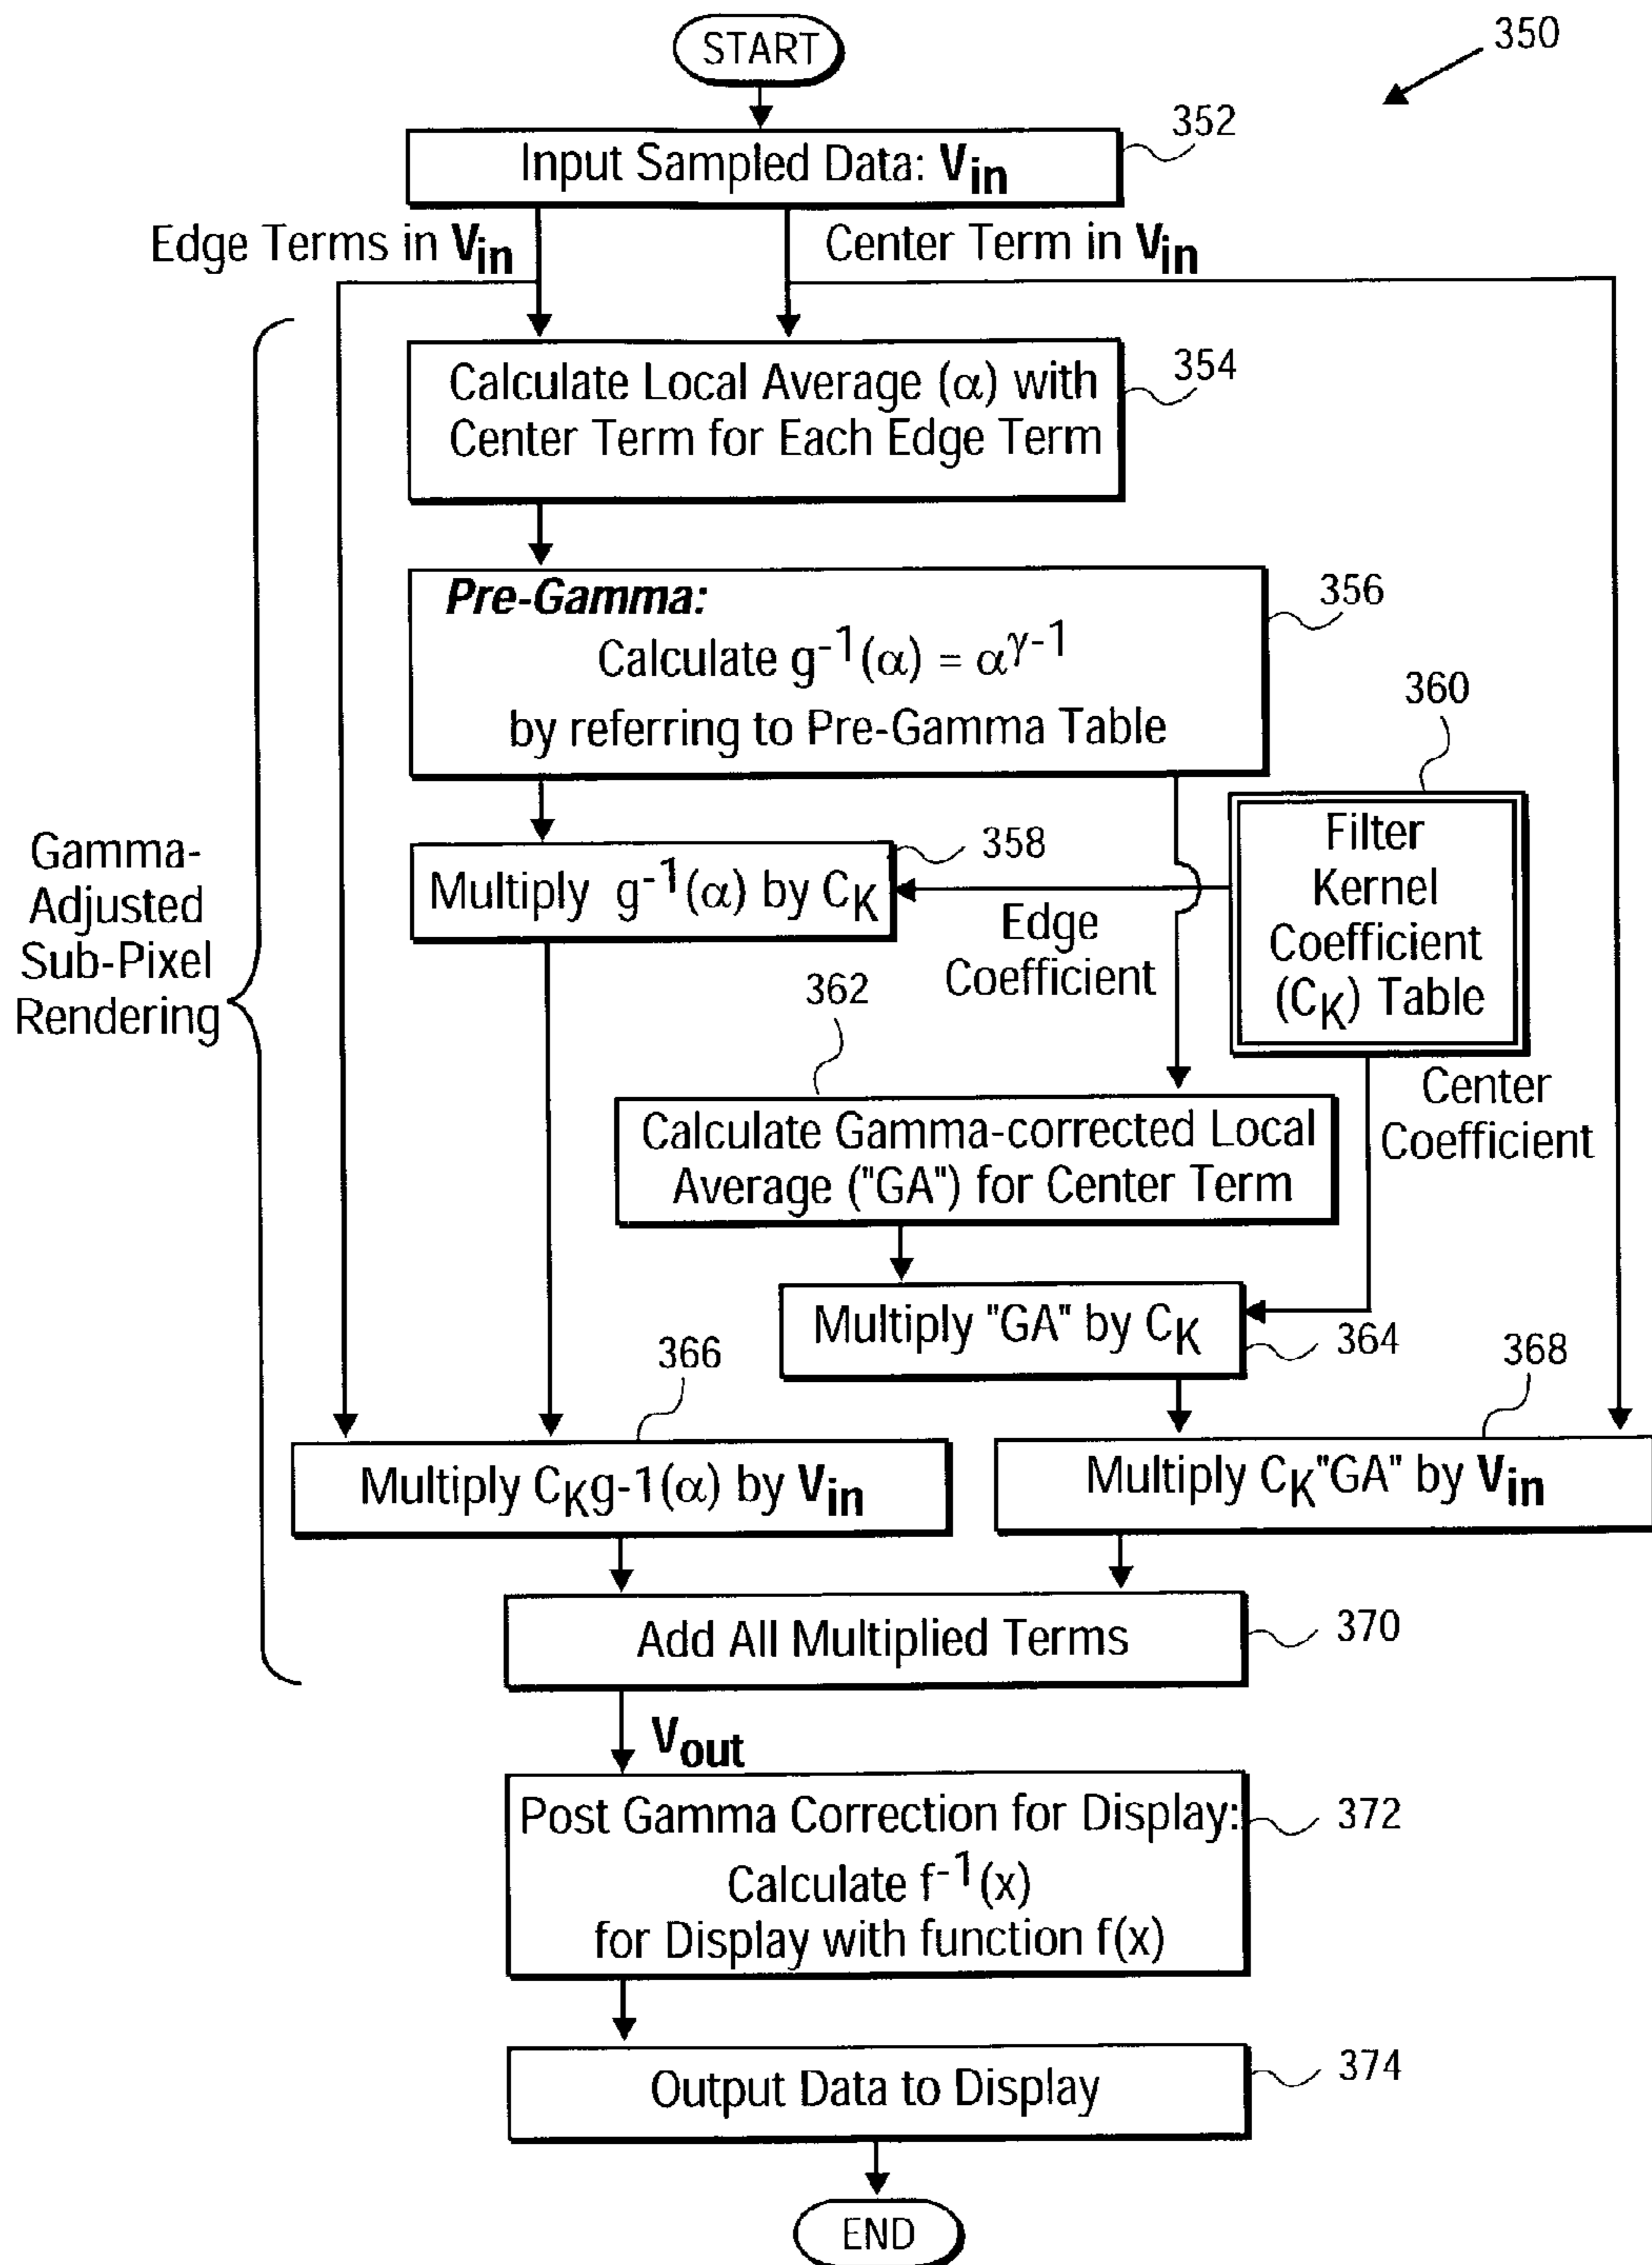 START
350
352
Input Sampled Data: Vin
Edge Terms in Vin
Center Term in Vin
354
Calculate Local Average (α) with
Center Term for Each Edge Term
356
Pre-Gamma:
Calculate g-1(α) = αγ-1
by referring to Pre-Gamma Table
360
Filter
Kernel
Coefficient
(CK) Table
358
Multiply g-1(α) by CK
Edge
Coefficient
Gamma-
Adjusted
Sub-Pixel
Rendering
362
Center
Coefficient
Calculate Gamma-corrected Local
Average ("GA") for Center Term
Multiply "GA" by CK
364
366
368
Multiply CKg-1(α) by Vin
Multiply CK"GA" by Vin
Add All Multiplied Terms
370
Vout
Post Gamma Correction for Display:
Calculate f-1(x)
for Display with function f(x)
372
Output Data to Display
374
END